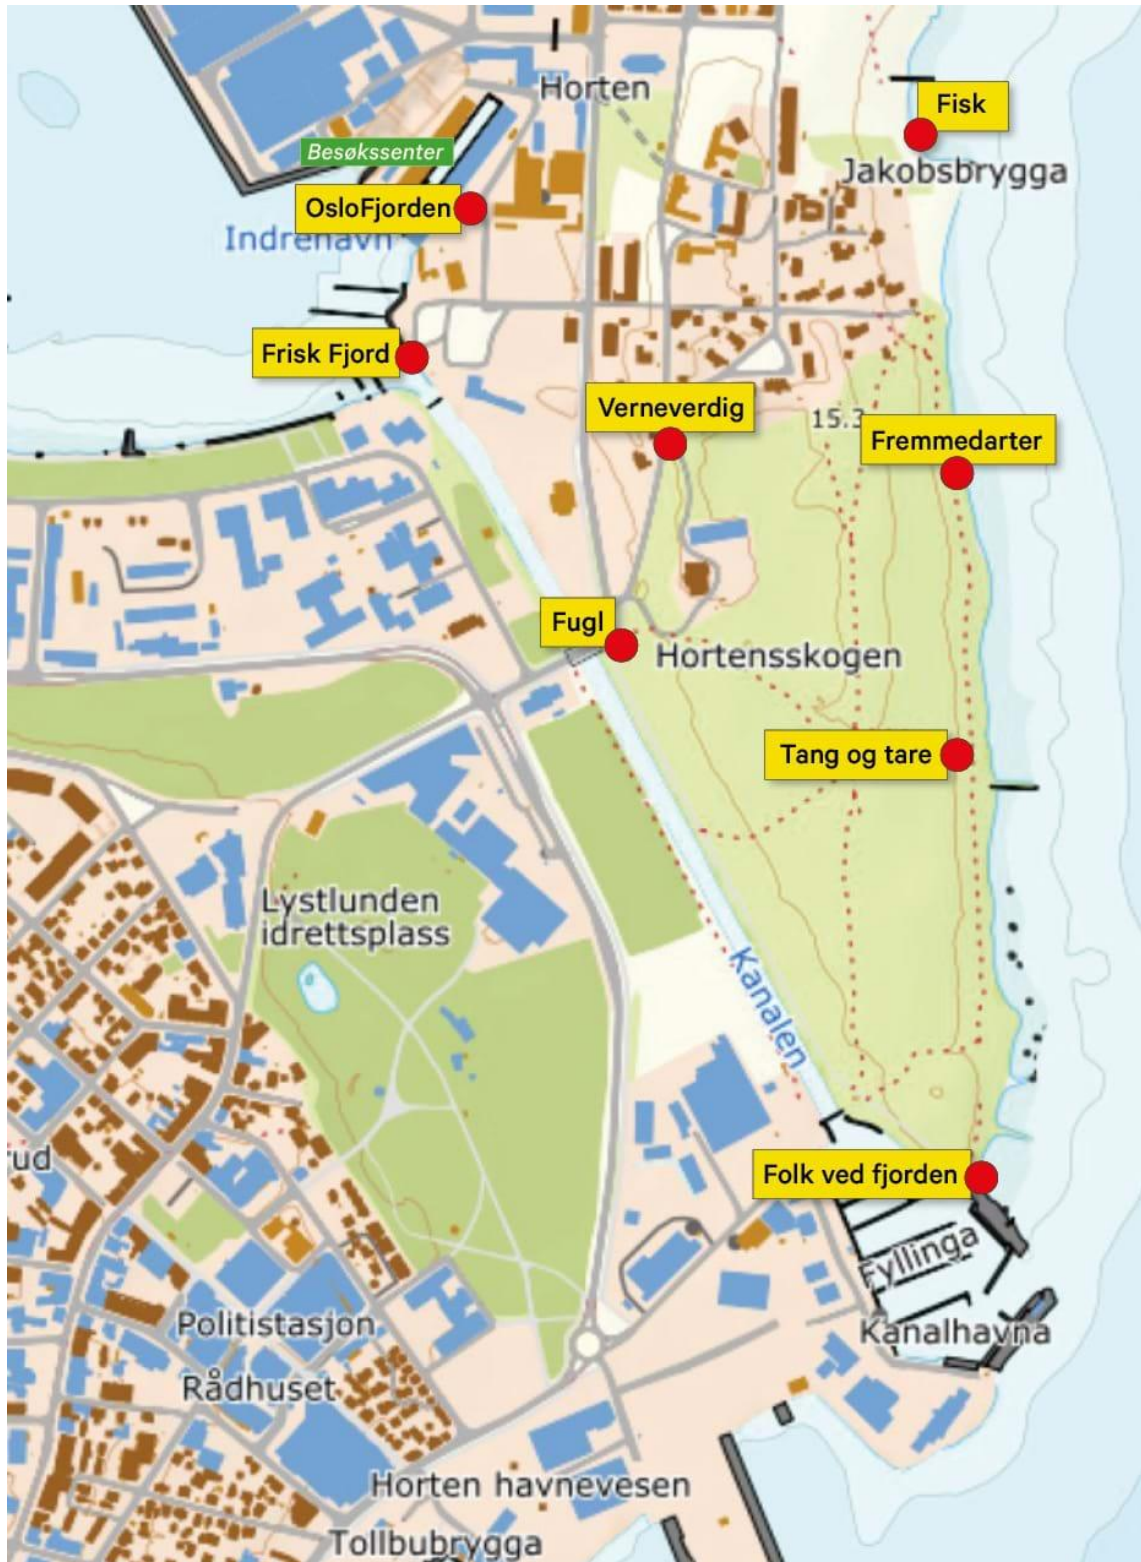 Horten
Fisk
Besøkssenter
Jakobsbrygga
OsloFjorden
Indrehavn
Frisk Fjord
Verneverdig
15.3
Fremmedarter
Fugl
Hortensskogen
Tang og tare
Lystlunden
idrettsplass
Kanalen
ud
Folk ved fjorden
Fyllinga
Politistasjon
Kanalhavna
Rådhuset
Horten havnevesen
Tollbubrygga